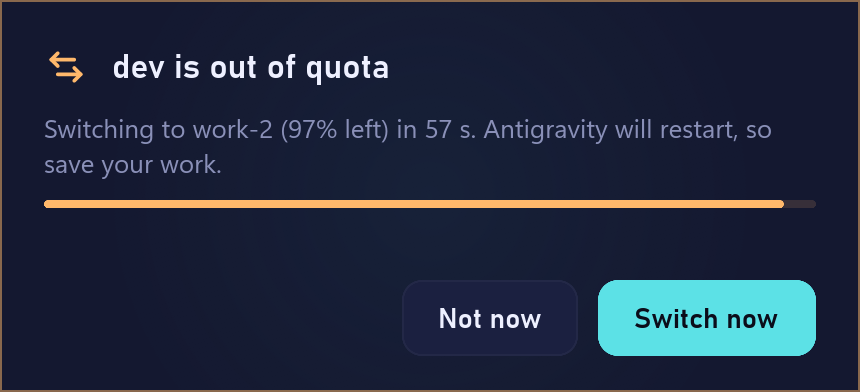 dev is out of quota
Switching to work-2 (97% left) in 57 s. Antigravity will restart, so
save your work.
Not now
Switch now